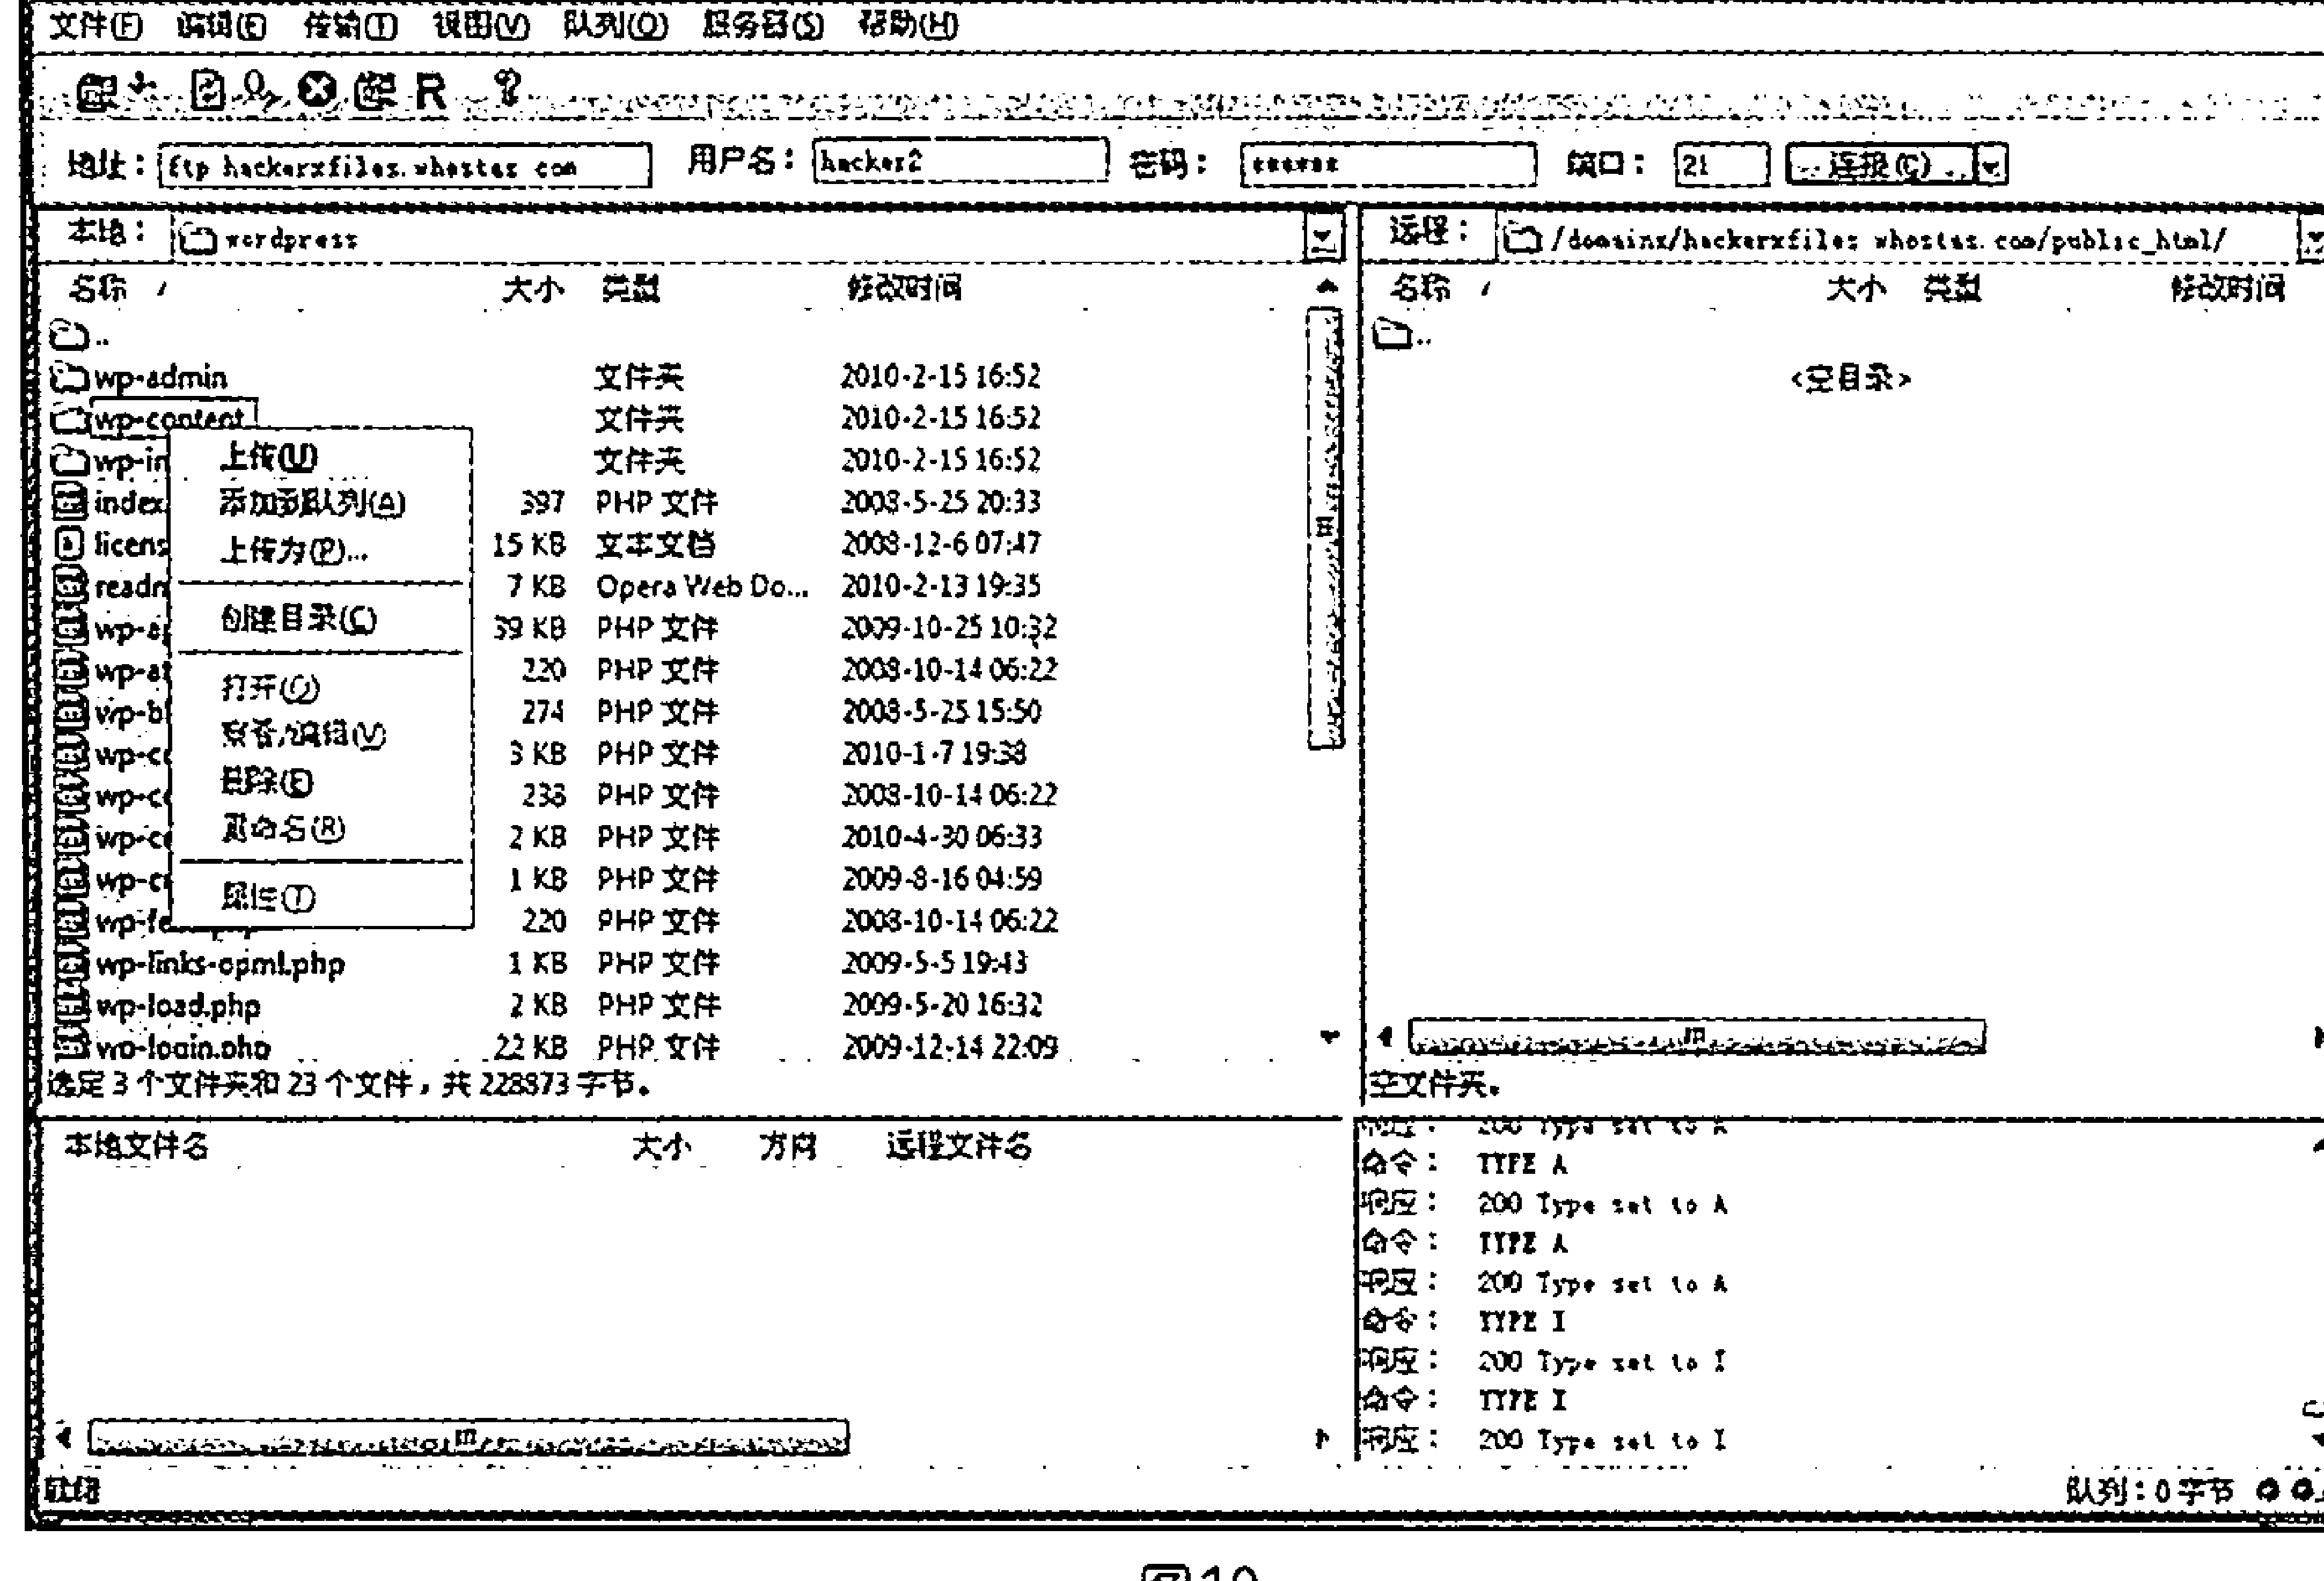 文件(F) 编辑(E) 传输(T) 视图(V) 队列(Q) 服务器(S) 帮助(H)
R
地址： ftp hackerxfiles.whostas com 用户名： hacker2 密码： ****** 端口： 21 连接(C)
本地： wordpress
名称 / 大小 类型 修改时间
..
wp-admin 文件夹 2010-2-15 16:52
wp-content 文件夹 2010-2-15 16:52
wp-in 文件夹 2010-2-15 16:52
index. 397 PHP 文件 2008-5-25 20:33
licens 15 KB 文本文档 2008-12-6 07:47
readn 7 KB Opera Web Do... 2010-2-13 19:35
39 KB PHP 文件 2009-10-25 10:32
220 PHP 文件 2008-10-14 06:22
274 PHP 文件 2008-5-25 15:50
3 KB PHP 文件 2010-1-7 19:38
238 PHP 文件 2008-10-14 06:22
2 KB PHP 文件 2010-4-30 06:33
1 KB PHP 文件 2009-8-16 04:59
220 PHP 文件 2008-10-14 06:22
wp-links-opml.php 1 KB PHP 文件 2009-5-5 19:43
wp-load.php 2 KB PHP 文件 2009-5-20 16:32
wp-login.php 22 KB PHP 文件 2009-12-14 22:09
选定 3 个文件夹和 23 个文件，共 228873 字节。
上传(U)
添加到队列(A)
上传为(P)...
创建目录(C)
打开(O)
查看/编辑(V)
删除(E)
重命名(R)
属性(T)
远程： /domains/hackerxfiles whostas.com/public_html/
名称 / 大小 类型 修改时间
..
<空目录>
空文件夹。
本地文件名 大小 方向 远程文件名
响应： 200 Type set to A
命令： TYPE A
响应： 200 Type set to A
命令： TYPE A
响应： 200 Type set to A
命令： TYPE I
响应： 200 Type set to I
命令： TYPE I
响应： 200 Type set to I
就绪 队列：0 字节
图10